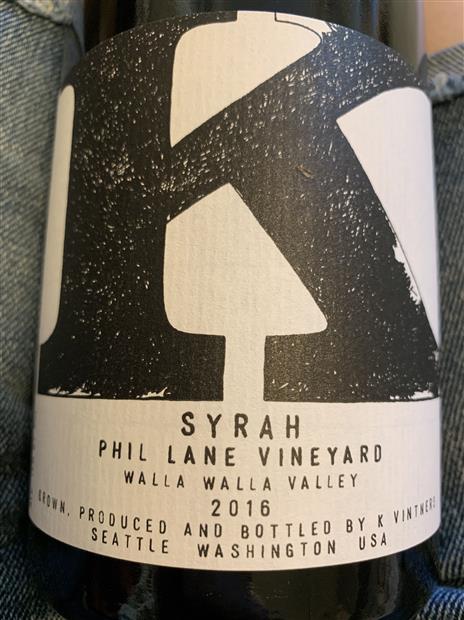 K
SYRAH
PHIL LANE VINEYARD
WALLA WALLA VALLEY
2016
GROWN, PRODUCED AND BOTTLED BY K VINTNERS
SEATTLE WASHINGTON USA